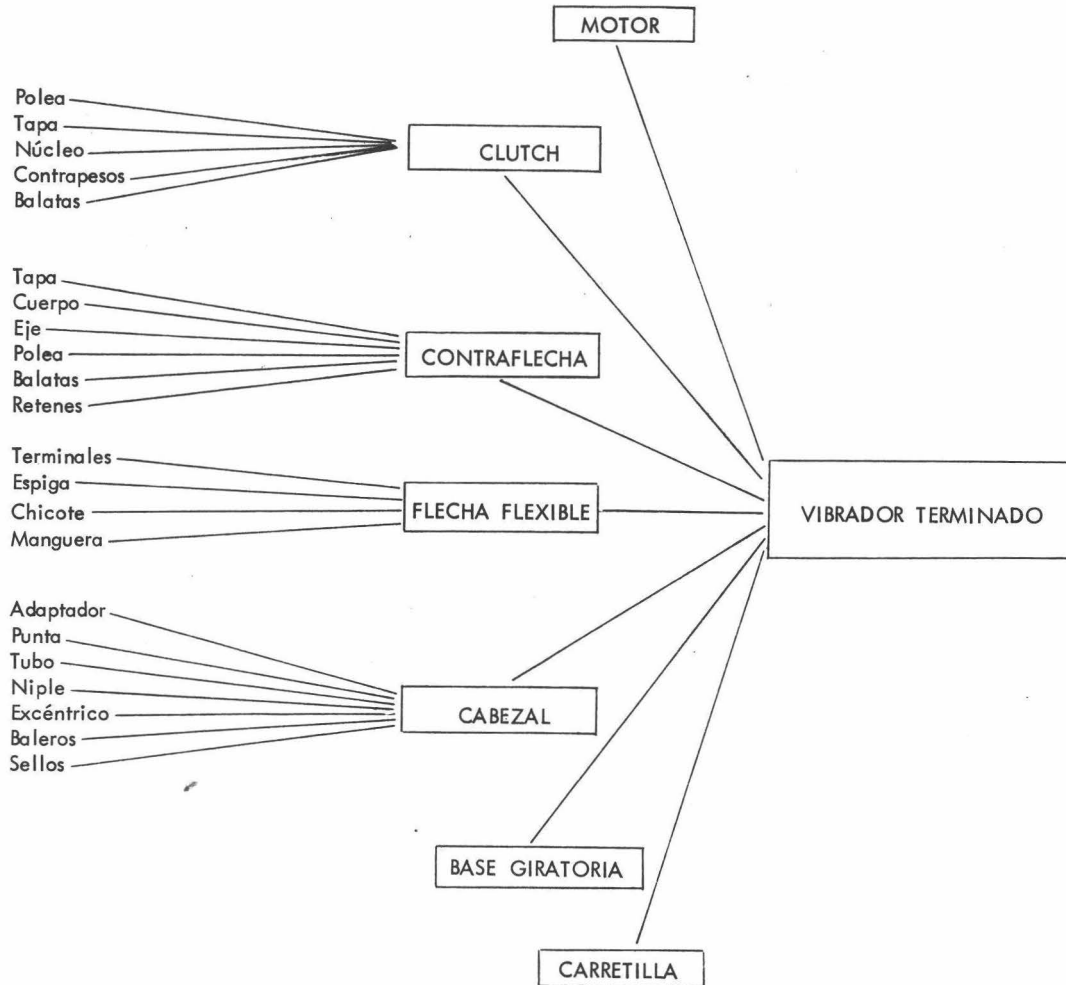 MOTOR
Polea
Tapa
Núcleo
Contrapesos
Balatas
CLUTCH
Tapa
Cuerpo
Eje
Polea
Balatas
Retenes
CONTRAFLECHA
Terminales
Espiga
Chicote
Manguera
FLECHA FLEXIBLE
VIBRADOR TERMINADO
Adaptador
Punta
Tubo
Niple
Excéntrico
Baleros
Sellos
CABEZAL
BASE GIRATORIA
CARRETILLA